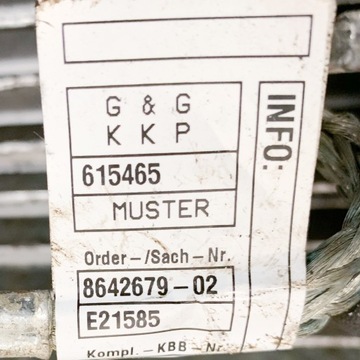 G & G
K K P
615465
MUSTER
INFO:
Order-/Sach-Nr.
8642679-02
E21585
Kompl.-KBB-Nr